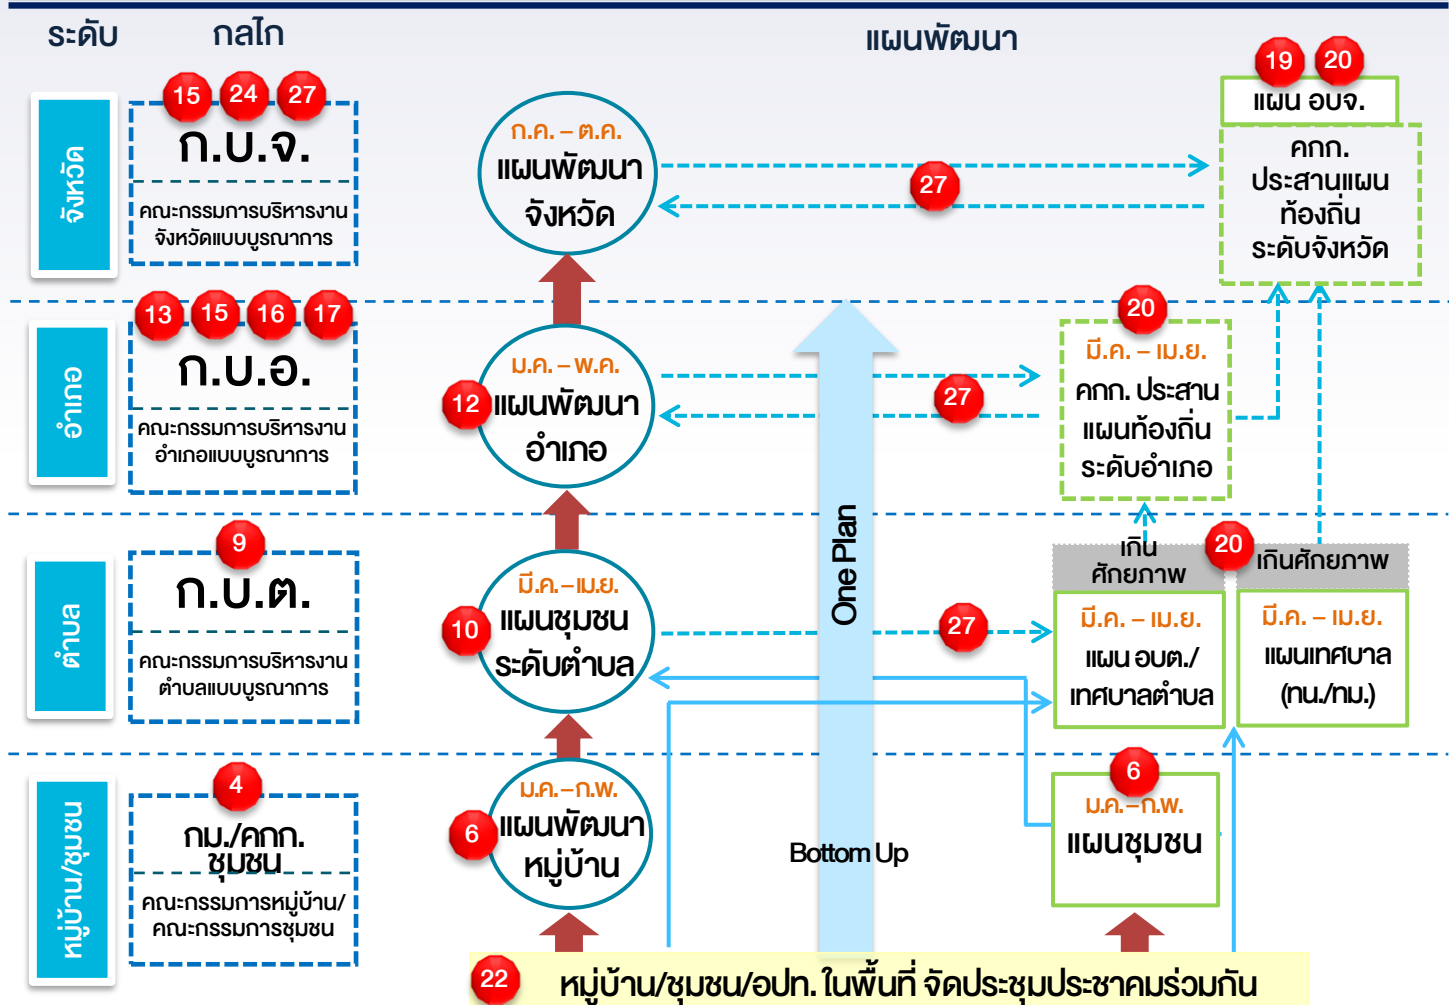 ระดับ
กลไก
แผนพัฒนา
จังหวัด
15 24 27
ก.บ.จ.
คณะกรรมการบริหารงาน
จังหวัดแบบบูรณาการ
ก.ค. – ต.ค.
แผนพัฒนา
จังหวัด
27
19 20
แผน อบจ.
คกก.
ประสานแผน
ท้องถิ่น
ระดับจังหวัด
อำเภอ
13 15 16 17
ก.บ.อ.
คณะกรรมการบริหารงาน
อำเภอแบบบูรณาการ
ม.ค. – พ.ค.
12
แผนพัฒนา
อำเภอ
27
20
มี.ค. – เม.ย.
คกก. ประสาน
แผนท้องถิ่น
ระดับอำเภอ
ตำบล
9
ก.บ.ต.
คณะกรรมการบริหารงาน
ตำบลแบบบูรณาการ
มี.ค.–เม.ย.
10
แผนชุมชน
ระดับตำบล
One Plan
27
เกิน
ศักยภาพ
20
เกินศักยภาพ
มี.ค. – เม.ย.
แผน อบต./
เทศบาลตำบล
มี.ค. – เม.ย.
แผนเทศบาล
(ทน./ทม.)
หมู่บ้าน/ชุมชน
4
กม./คกก.
ชุมชน
คณะกรรมการหมู่บ้าน/
คณะกรรมการชุมชน
ม.ค.–ก.พ.
6
แผนพัฒนา
หมู่บ้าน
Bottom Up
6
ม.ค.–ก.พ.
แผนชุมชน
22
หมู่บ้าน/ชุมชน/อปท. ในพื้นที่ จัดประชุมประชาคมร่วมกัน